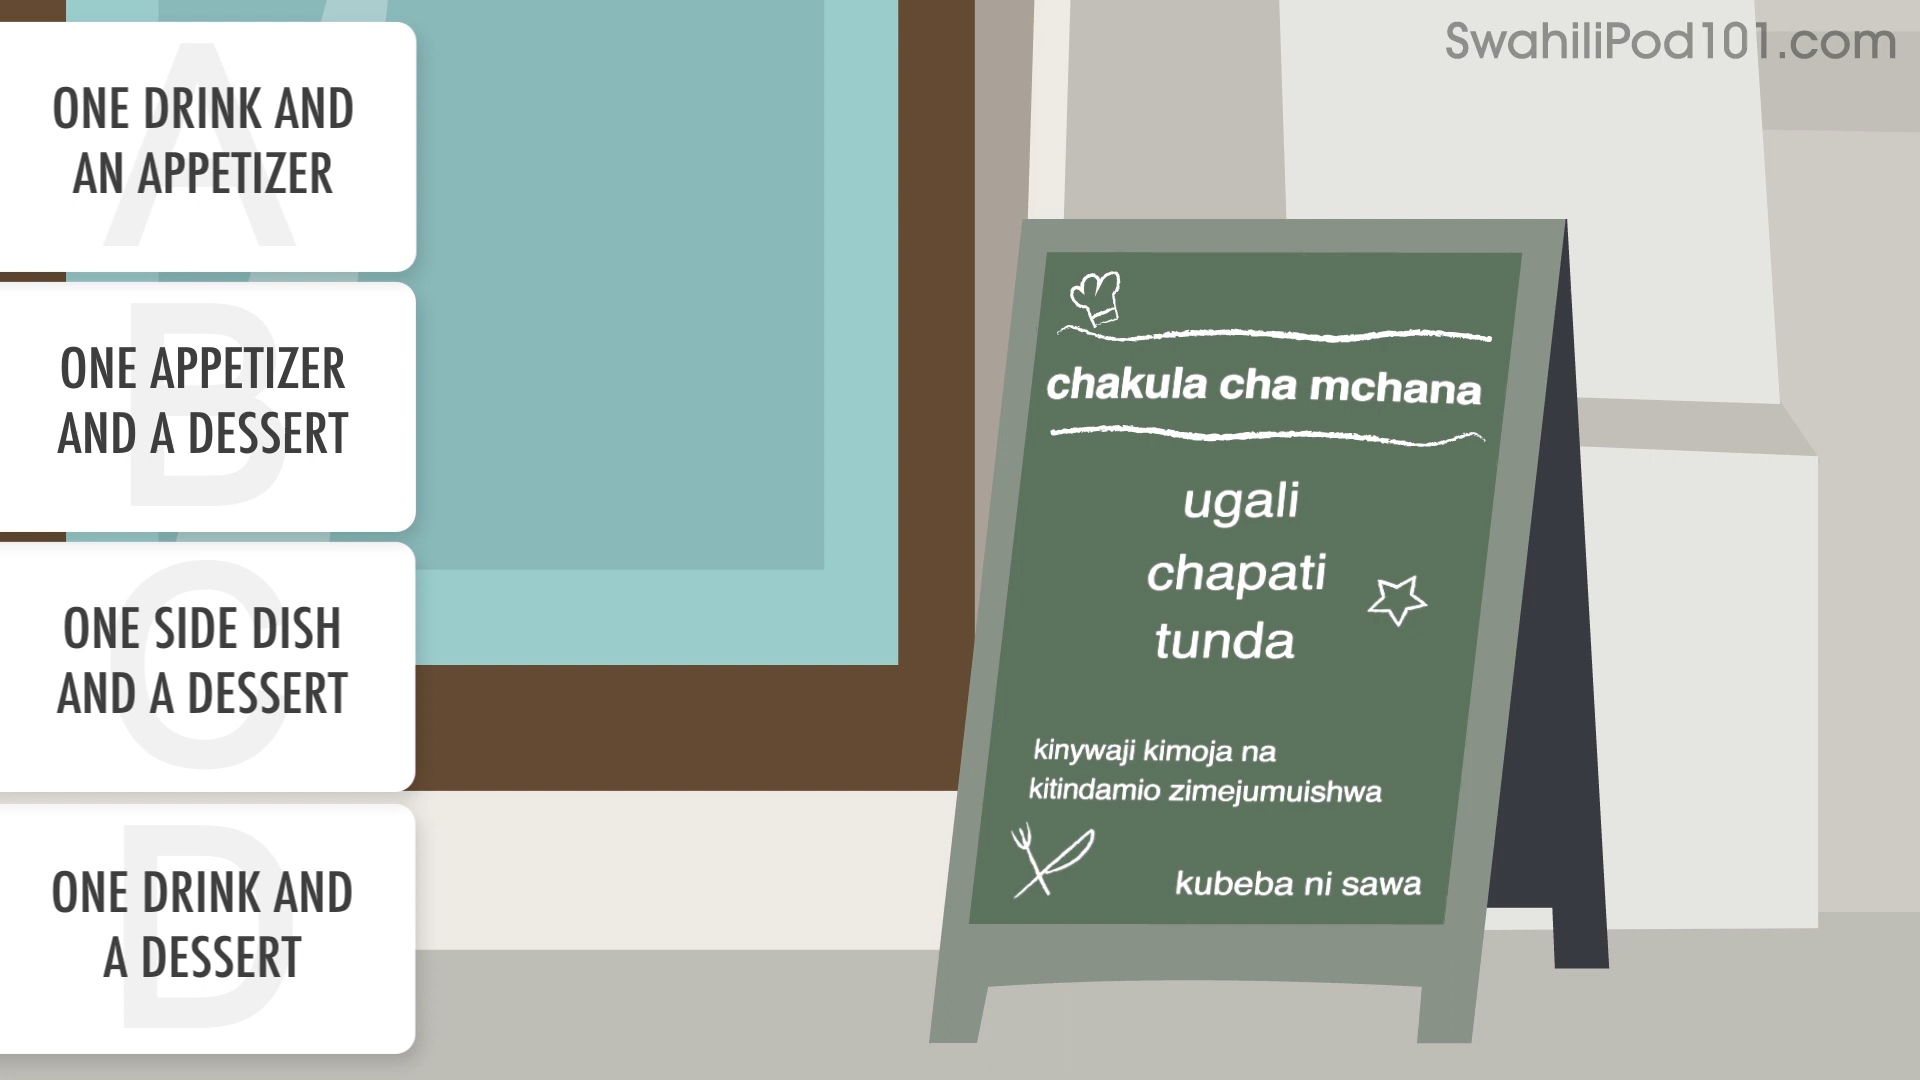 SwahiliPod101.com
A
ONE DRINK AND
AN APPETIZER
B
ONE APPETIZER
AND A DESSERT
C
ONE SIDE DISH
AND A DESSERT
D
ONE DRINK AND
A DESSERT
chakula cha mchana
ugali
chapati
tunda
kinywaji kimoja na
kitindamio zimejumuishwa
kubeba ni sawa